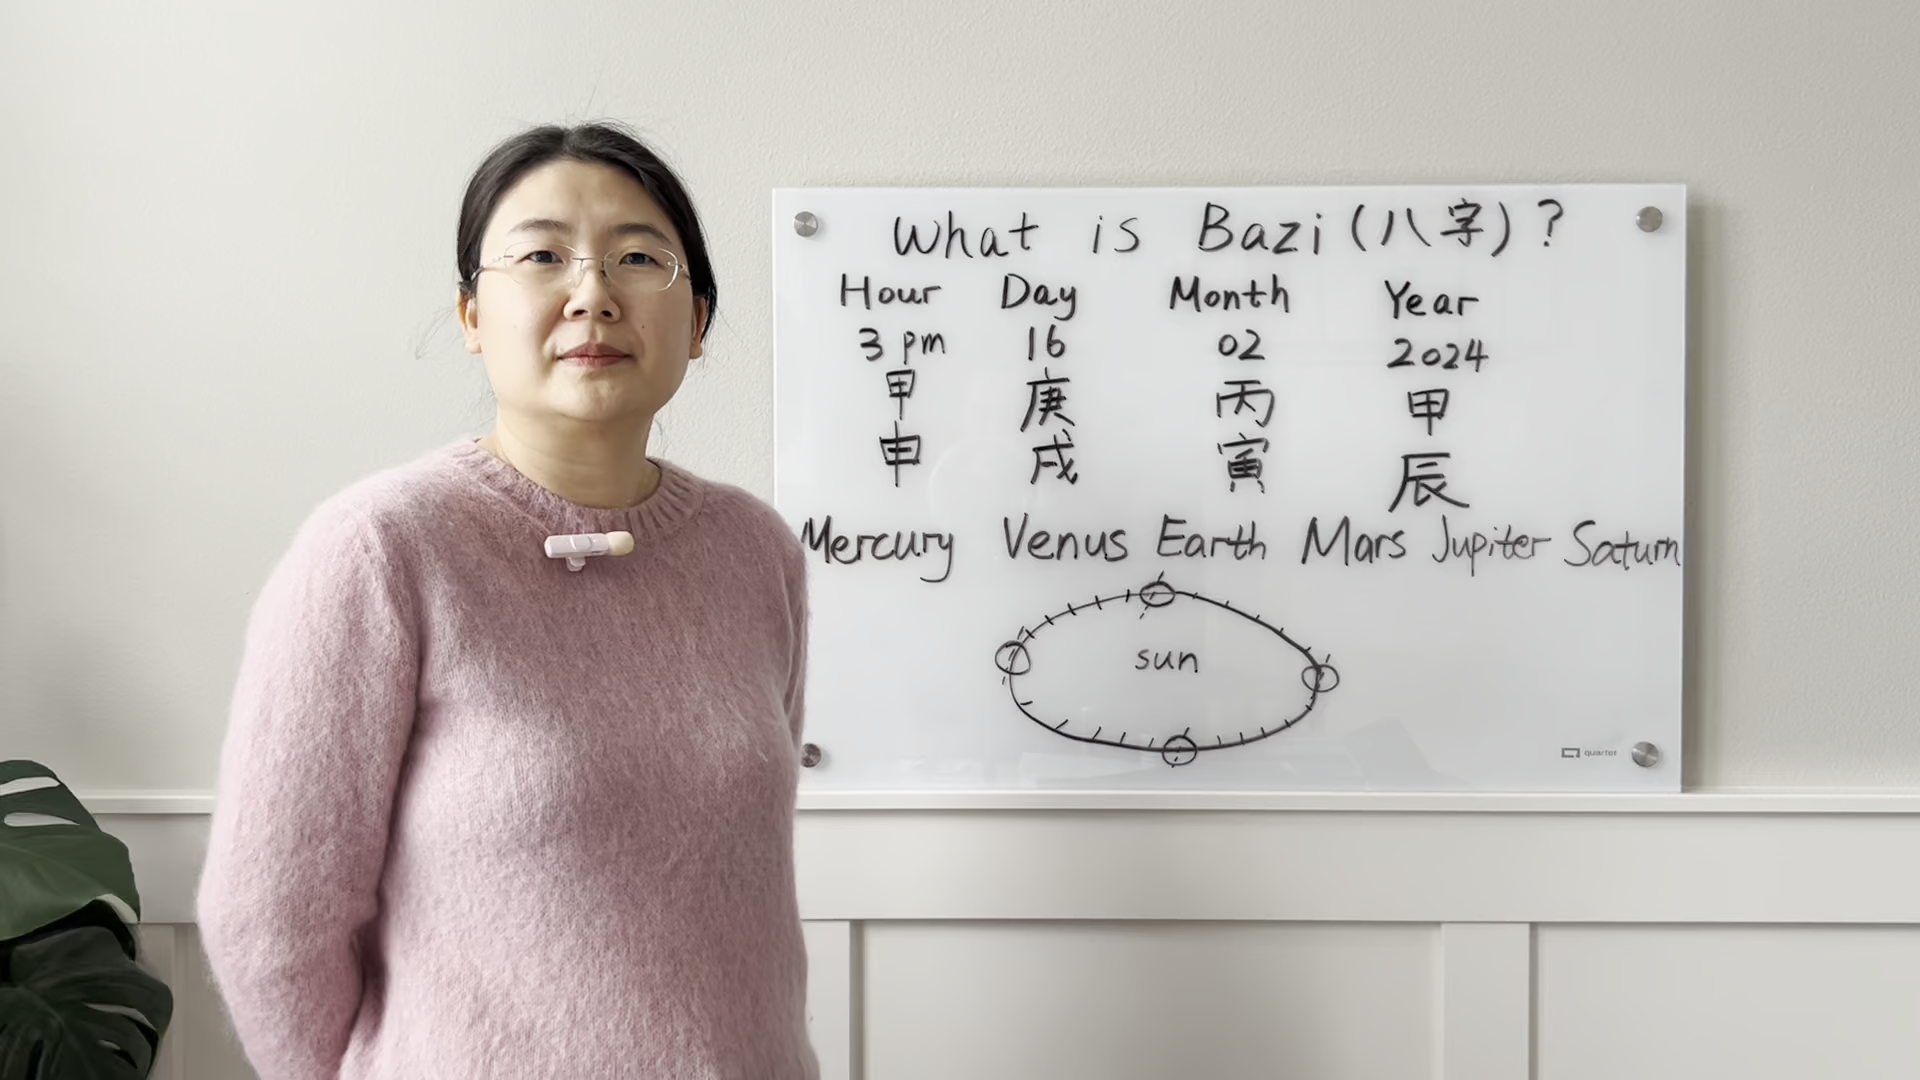 What is Bazi (八字)?
Hour Day Month Year
3 pm 16 02 2024
甲 庚 丙 甲
申 戌 寅 辰
Mercury Venus Earth Mars Jupiter Saturn
sun
quartet